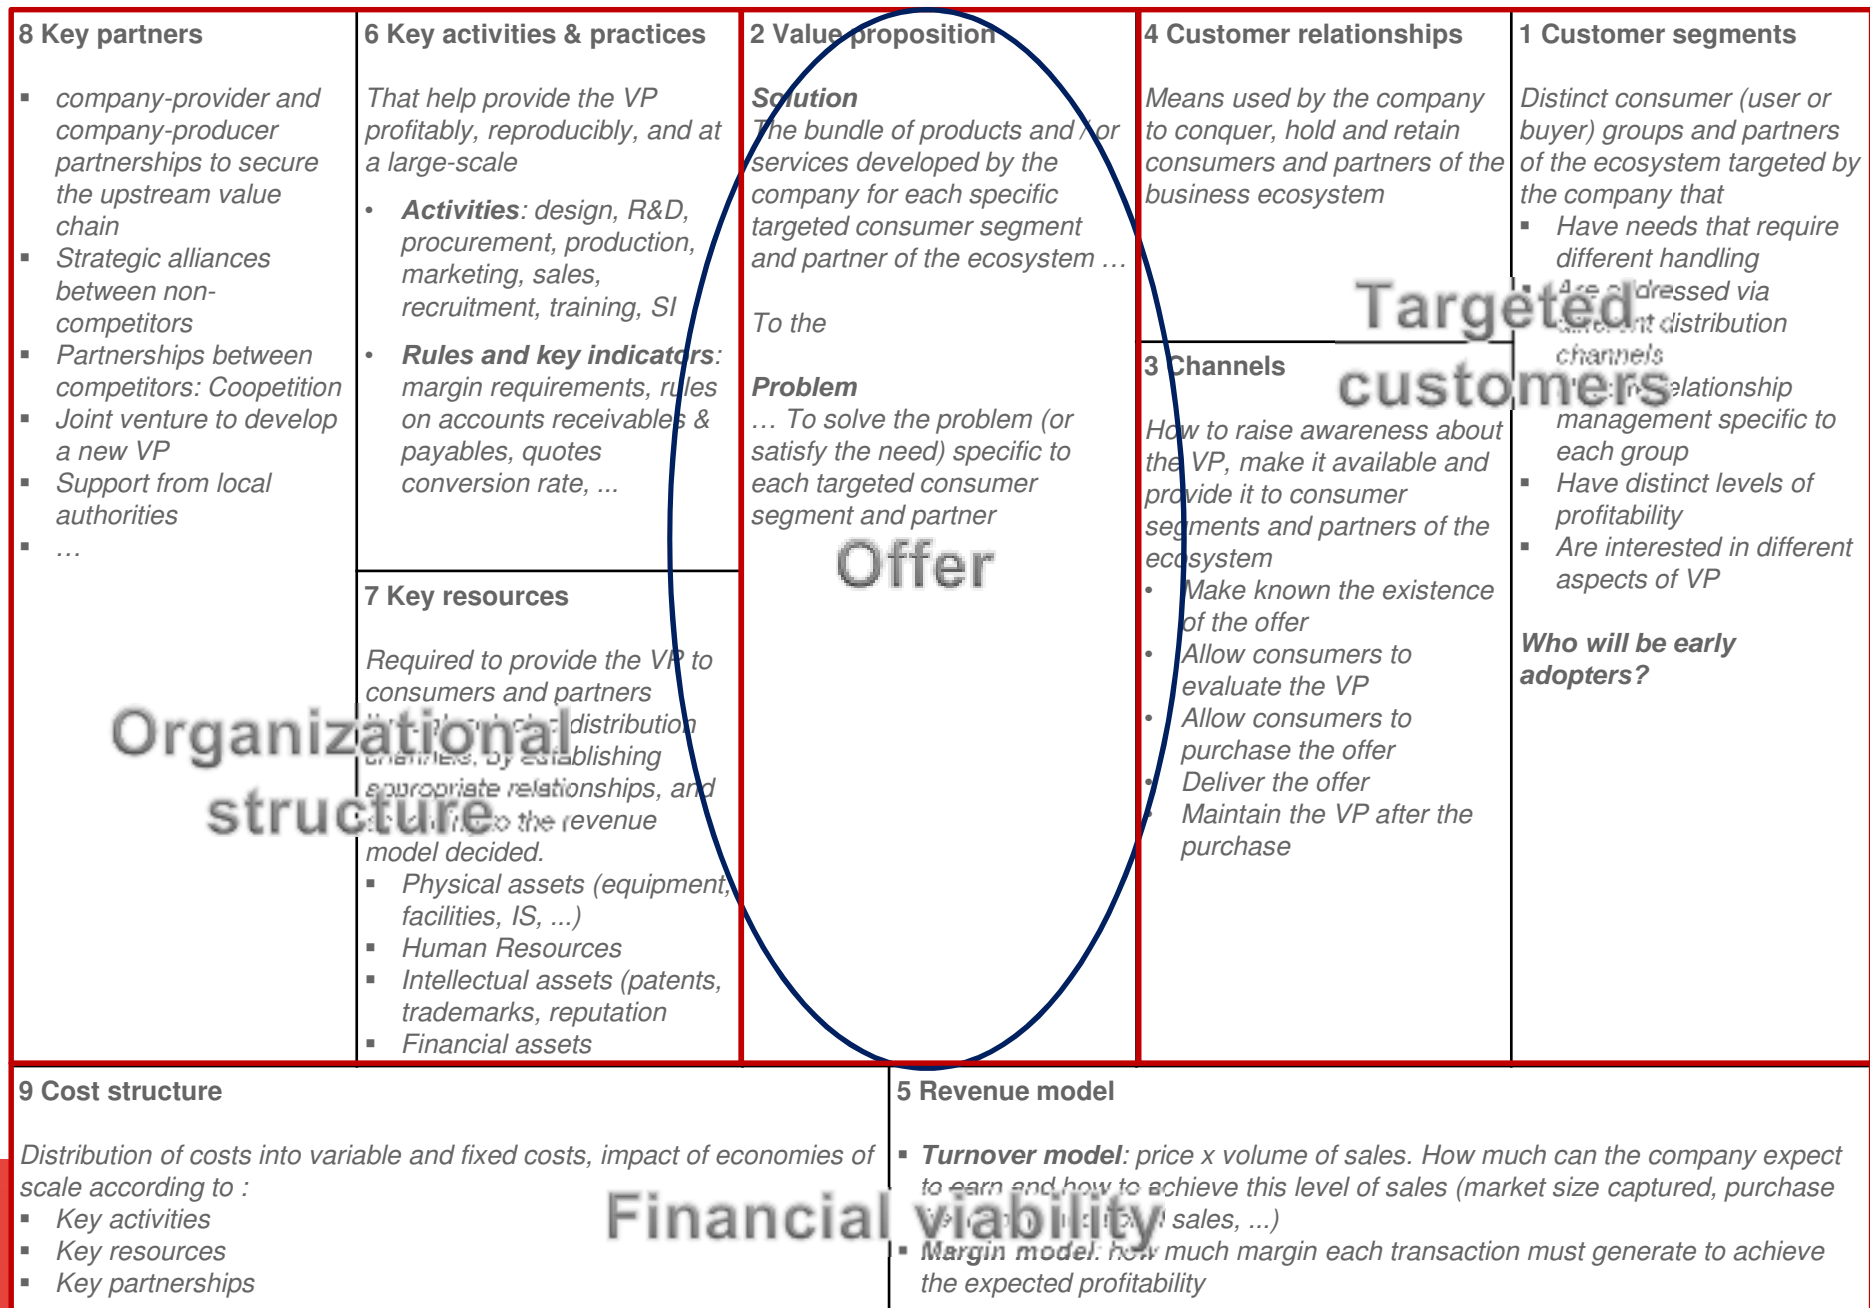 8 Key partners
▪ company-provider and
company-producer
partnerships to secure
the upstream value
chain
▪ Strategic alliances
between non-
competitors
▪ Partnerships between
competitors: Coopetition
▪ Joint venture to develop
a new VP
▪ Support from local
authorities
▪ …
6 Key activities & practices
That help provide the VP
profitably, reproducibly, and at
a large-scale
• Activities: design, R&D,
procurement, production,
marketing, sales,
recruitment, training, SI
• Rules and key indicators:
margin requirements, rules
on accounts receivables &
payables, quotes
conversion rate, ...
7 Key resources
Required to provide the VP to
consumers and partners
distribution
channels, by establishing
appropriate relationships, and
to the revenue
model decided.
▪ Physical assets (equipment,
facilities, IS, ...)
▪ Human Resources
▪ Intellectual assets (patents,
trademarks, reputation
▪ Financial assets
Organizational
structure
2 Value proposition
Solution
The bundle of products and / or
services developed by the
company for each specific
targeted consumer segment
and partner of the ecosystem …
To the
Problem
… To solve the problem (or
satisfy the need) specific to
each targeted consumer
segment and partner
Offer
4 Customer relationships
Means used by the company
to conquer, hold and retain
consumers and partners of the
business ecosystem
3 Channels
How to raise awareness about
the VP, make it available and
provide it to consumer
segments and partners of the
ecosystem
• Make known the existence
of the offer
• Allow consumers to
evaluate the VP
• Allow consumers to
purchase the offer
• Deliver the offer
• Maintain the VP after the
purchase
1 Customer segments
Distinct consumer (user or
buyer) groups and partners
of the ecosystem targeted by
the company that
▪ Have needs that require
different handling
▪ Are addressed via
different distribution
channels
relationship
management specific to
each group
▪ Have distinct levels of
profitability
▪ Are interested in different
aspects of VP
Who will be early
adopters?
Targeted
customers
9 Cost structure
Distribution of costs into variable and fixed costs, impact of economies of
scale according to :
▪ Key activities
▪ Key resources
▪ Key partnerships
5 Revenue model
▪ Turnover model: price x volume of sales. How much can the company expect
to earn and how to achieve this level of sales (market size captured, purchase
sales, ...)
▪ Margin model: how much margin each transaction must generate to achieve
the expected profitability
Financial viability